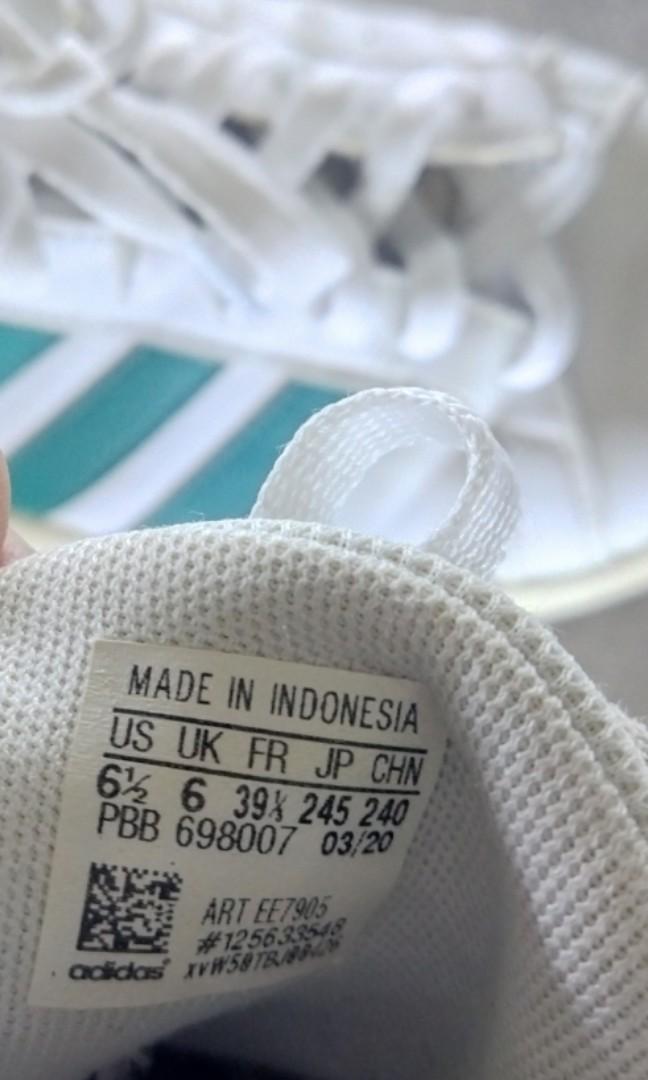 MADE IN INDONESIA
US UK FR JP CHN
6½ 6 39⅓ 245 240
PBB 698007 03/20
ART EE7905
#125633548
adidas